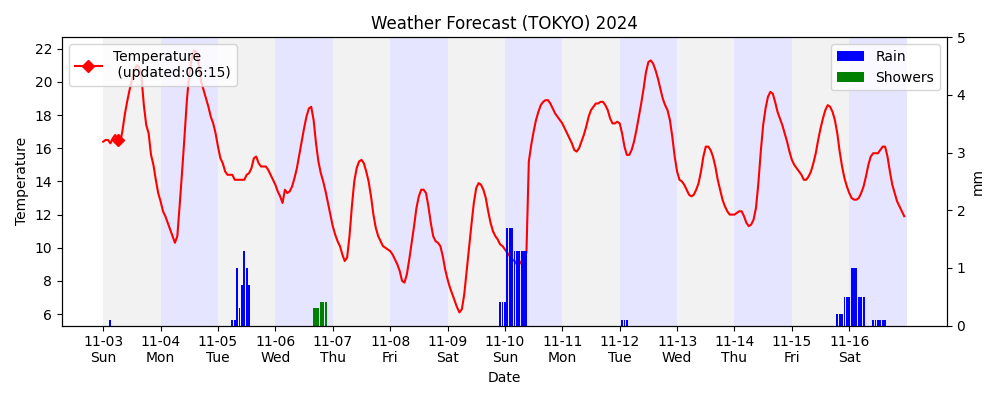 Weather Forecast (TOKYO) 2024
Temperature
(updated:06:15)
Rain
Showers
Temperature
22
20
18
16
14
12
10
8
6
5
4
3
2
1
0
mm
11-03 11-04 11-05 11-06 11-07 11-08 11-09 11-10 11-11 11-12 11-13 11-14 11-15 11-16
Sun Mon Tue Wed Thu Fri Sat Sun Mon Tue Wed Thu Fri Sat
Date